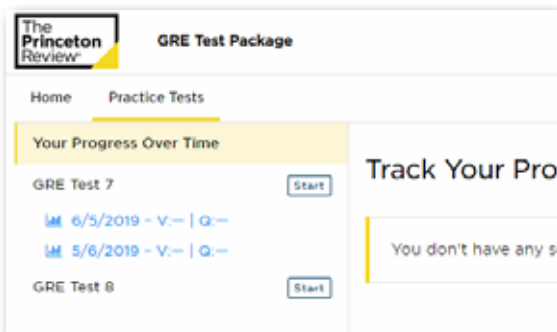 The
Princeton
Review
GRE Test Package
Home Practice Tests
Your Progress Over Time
GRE Test 7 Start
6/5/2019 - V:— | Q:—
5/6/2019 - V:— | Q:—
GRE Test 8 Start
Track Your Pro
You don't have any s